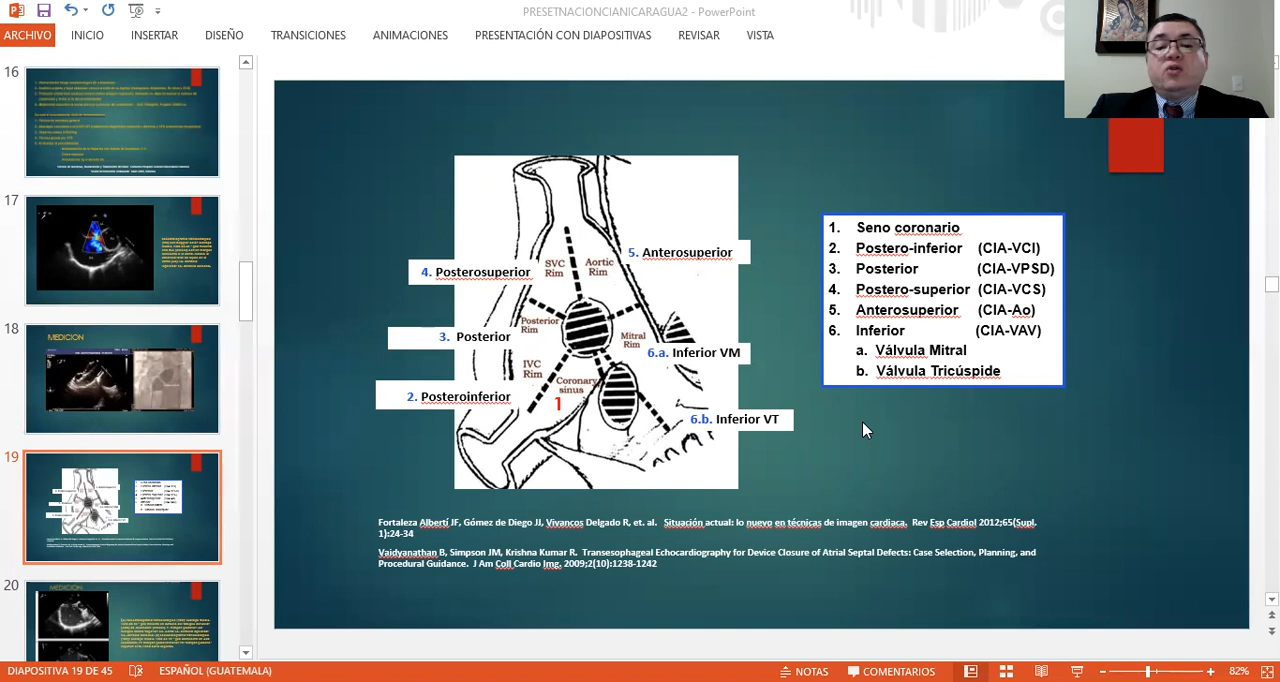 PRESETNACIONCIANICARAGUA2 - PowerPoint
ARCHIVO INICIO INSERTAR DISEÑO TRANSICIONES ANIMACIONES PRESENTACIÓN CON DIAPOSITIVAS REVISAR VISTA
16
17
18
MEDICION
19
20
MEDICION
SVC Rim
Aortic Rim
Posterior Rim
Mitral Rim
IVC Rim
Coronary sinus
1
5. Anterosuperior
4. Posterosuperior
3. Posterior
6.a. Inferior VM
2. Posteroinferior
6.b. Inferior VT
1. Seno coronario
2. Postero-inferior (CIA-VCI)
3. Posterior (CIA-VPSD)
4. Postero-superior (CIA-VCS)
5. Anterosuperior (CIA-Ao)
6. Inferior (CIA-VAV)
a. Válvula Mitral
b. Válvula Tricúspide
Fortaleza Albertí JF, Gómez de Diego JJ, Vivancos Delgado R, et. al. Situación actual: lo nuevo en técnicas de imagen cardiaca. Rev Esp Cardiol 2012;65(Supl.
1):24-34
Vaidyanathan B, Simpson JM, Krishna Kumar R. Transesophageal Echocardiography for Device Closure of Atrial Septal Defects: Case Selection, Planning, and
Procedural Guidance. J Am Coll Cardio Img, 2009;2(10):1238-1242
DIAPOSITIVA 19 DE 45 ESPAÑOL (GUATEMALA) NOTAS COMENTARIOS 82%